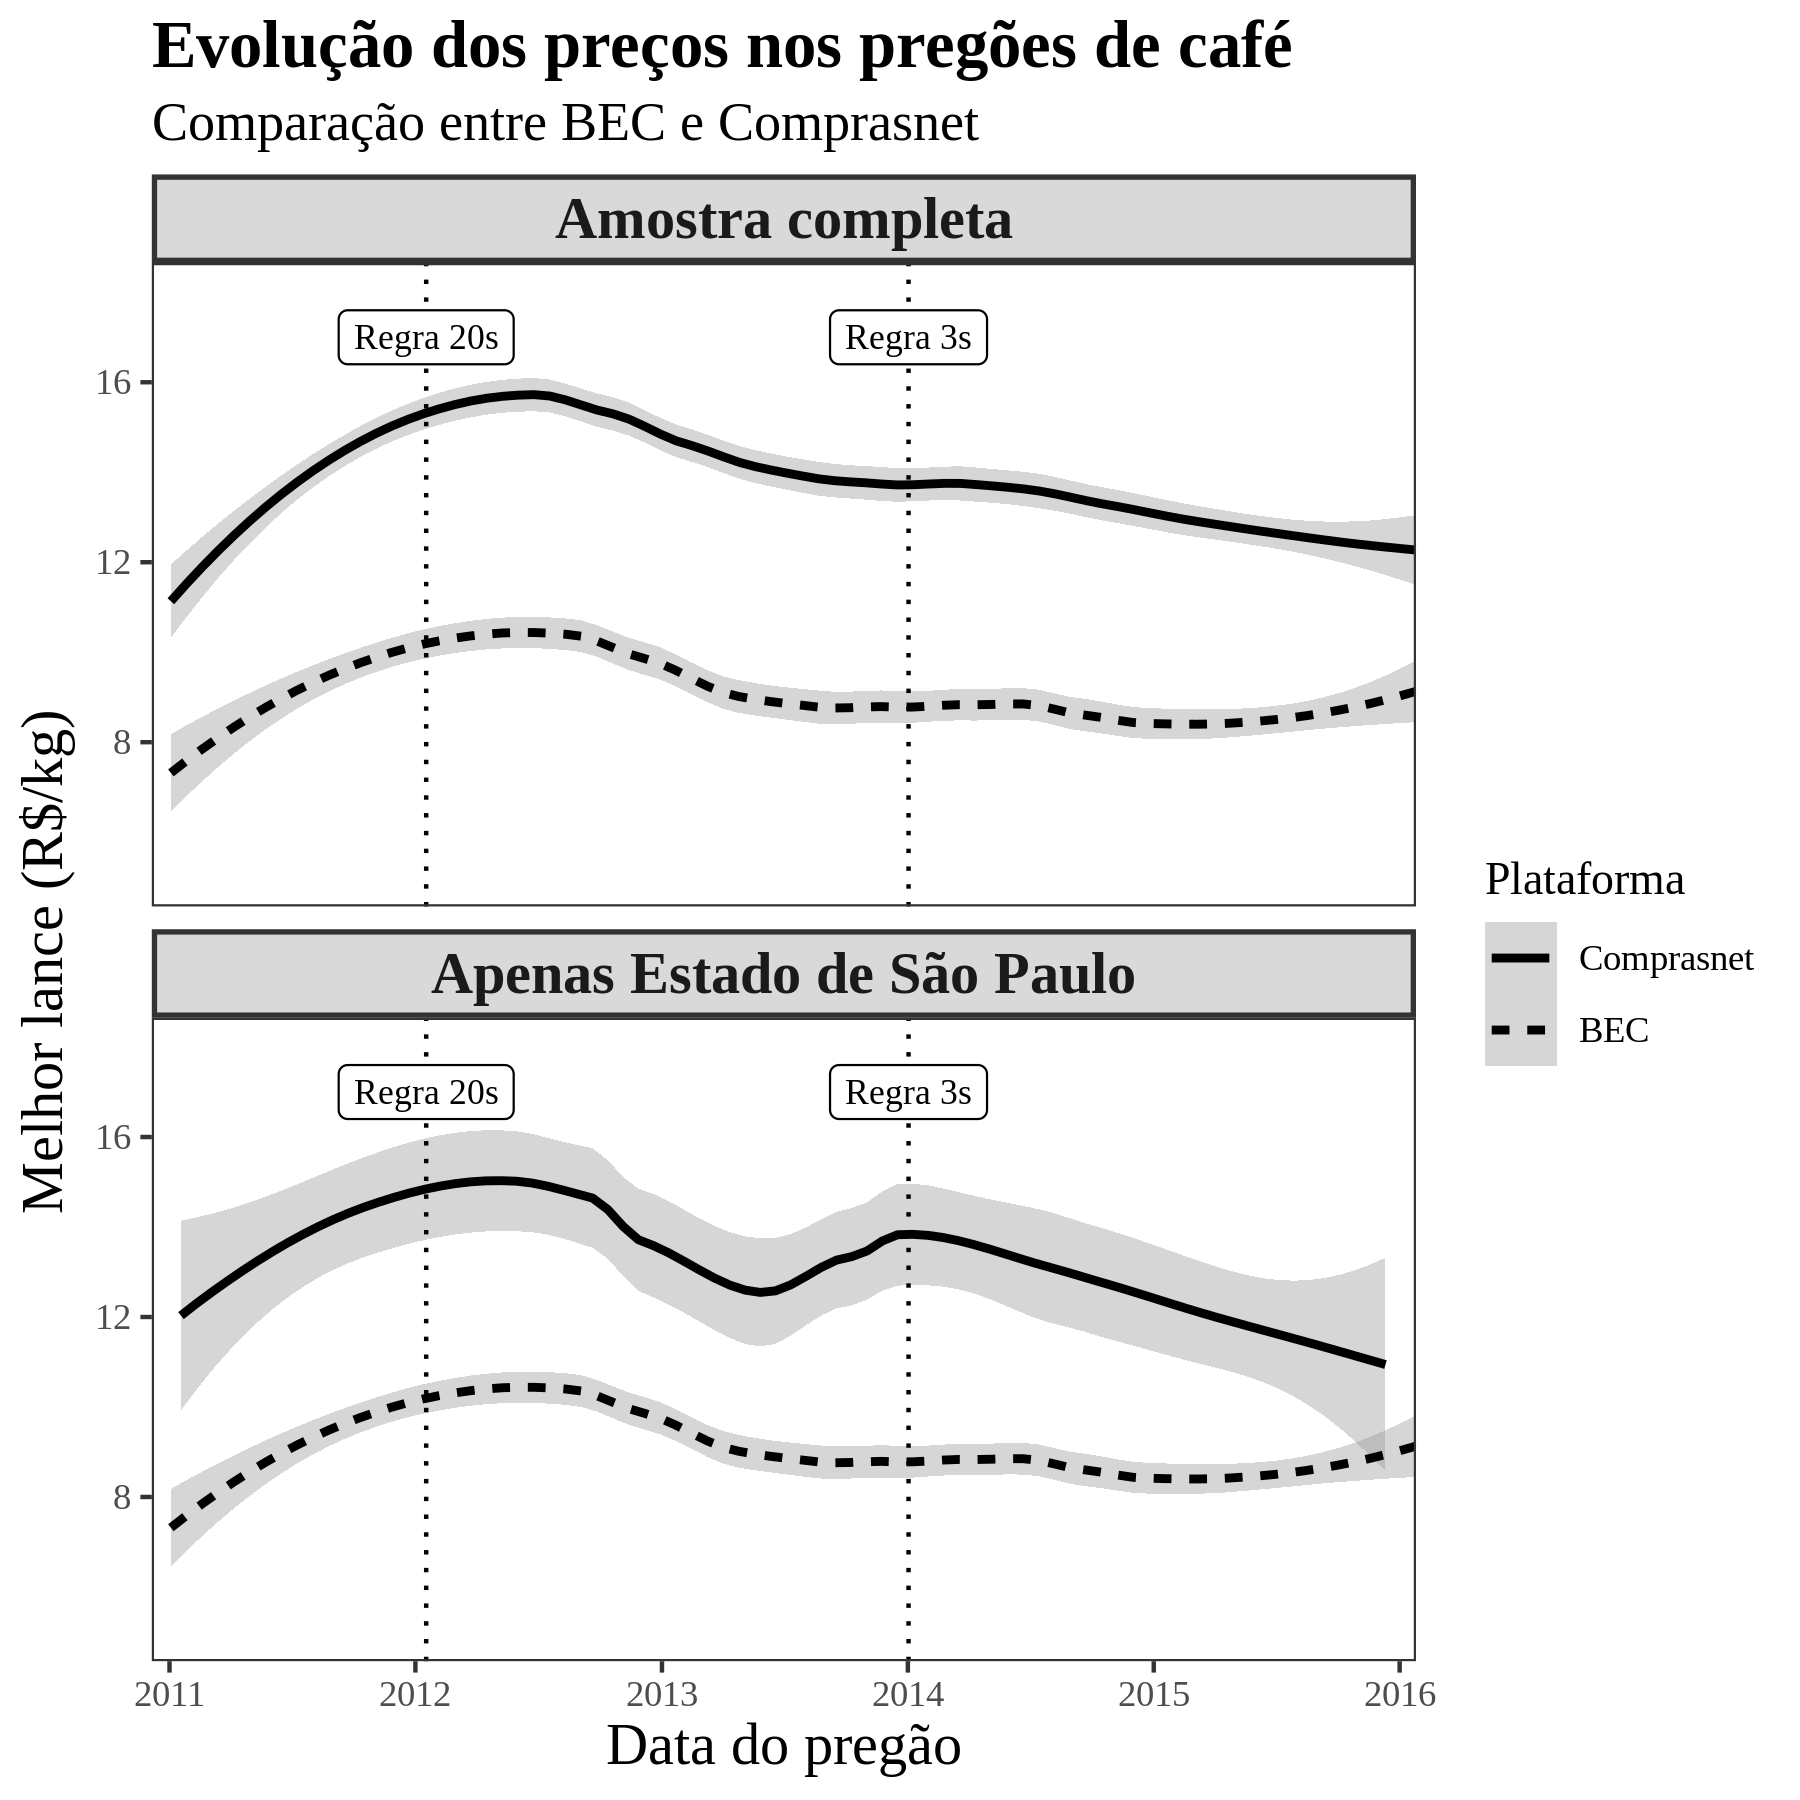 Evolução dos preços nos pregões de café
Comparação entre BEC e Comprasnet
Amostra completa
Regra 20s
Regra 3s
16
12
8
Melhor lance (R$/kg)
Apenas Estado de São Paulo
Regra 20s
Regra 3s
16
12
8
2011
2012
2013
2014
2015
2016
Data do pregão
Plataforma
Comprasnet
BEC